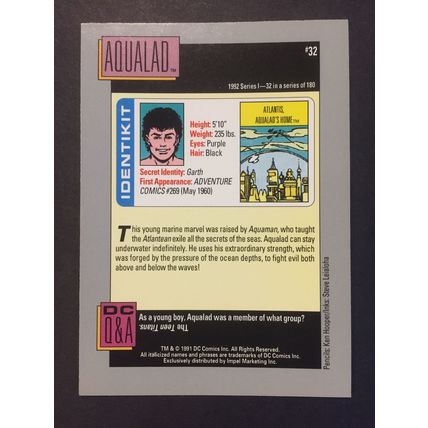 AQUALAD™
#32
1992 Series I—32 in a series of 180
IDENTIKIT
Height: 5'10"
Weight: 235 lbs.
Eyes: Purple
Hair: Black
Secret Identity: Garth
First Appearance: ADVENTURE
COMICS #269 (May 1960)
ATLANTIS,
AQUALAD'S HOME™
This young marine marvel was raised by Aquaman, who taught
the Atlantean exile all the secrets of the seas. Aqualad can stay
underwater indefinitely. He uses his extraordinary strength, which
was forged by the pressure of the ocean depths, to fight evil both
above and below the waves!
DC
Q&A
As a young boy, Aqualad was a member of what group?
The Teen Titans.
TM & © 1991 DC Comics Inc. All Rights Reserved.
All italicized names and phrases are trademarks of DC Comics Inc.
Exclusively distributed by Impel Marketing Inc.
Pencils: Ken Hooper/Inks: Steve Leialoha